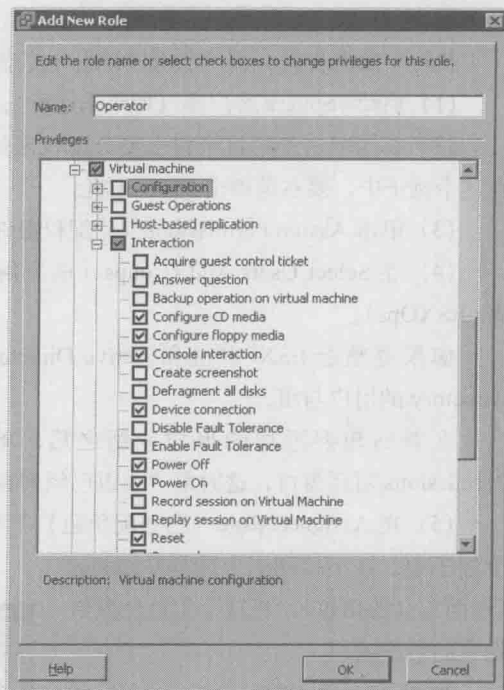 Add New Role
Edit the role name or select check boxes to change privileges for this role.
Name: Operator
Privileges
Virtual machine
Configuration
Guest Operations
Host-based replication
Interaction
Acquire guest control ticket
Answer question
Backup operation on virtual machine
Configure CD media
Configure floppy media
Console interaction
Create screenshot
Defragment all disks
Device connection
Disable Fault Tolerance
Enable Fault Tolerance
Power Off
Power On
Record session on Virtual Machine
Replay session on Virtual Machine
Reset
Description: Virtual machine configuration
Help
OK
Cancel